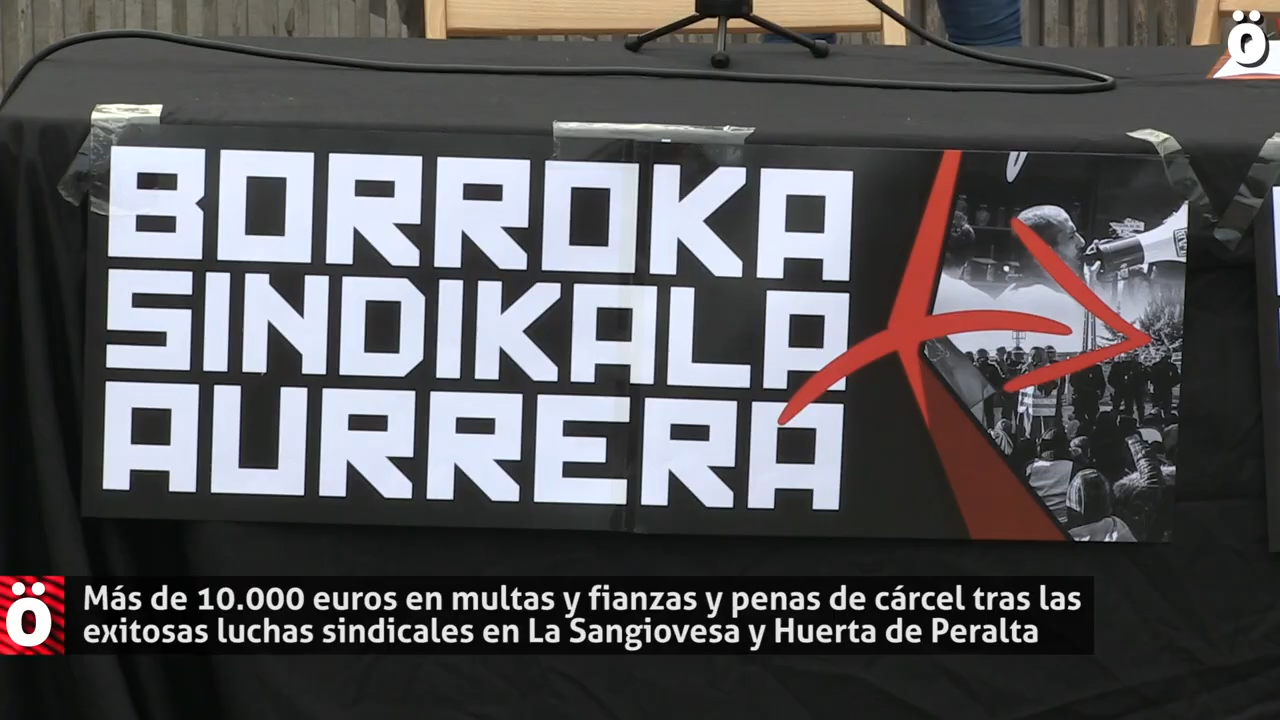 Ö
BORROKA
SINDIKALA
AURRERA
Ö
Más de 10.000 euros en multas y fianzas y penas de cárcel tras las
exitosas luchas sindicales en La Sangiovesa y Huerta de Peralta